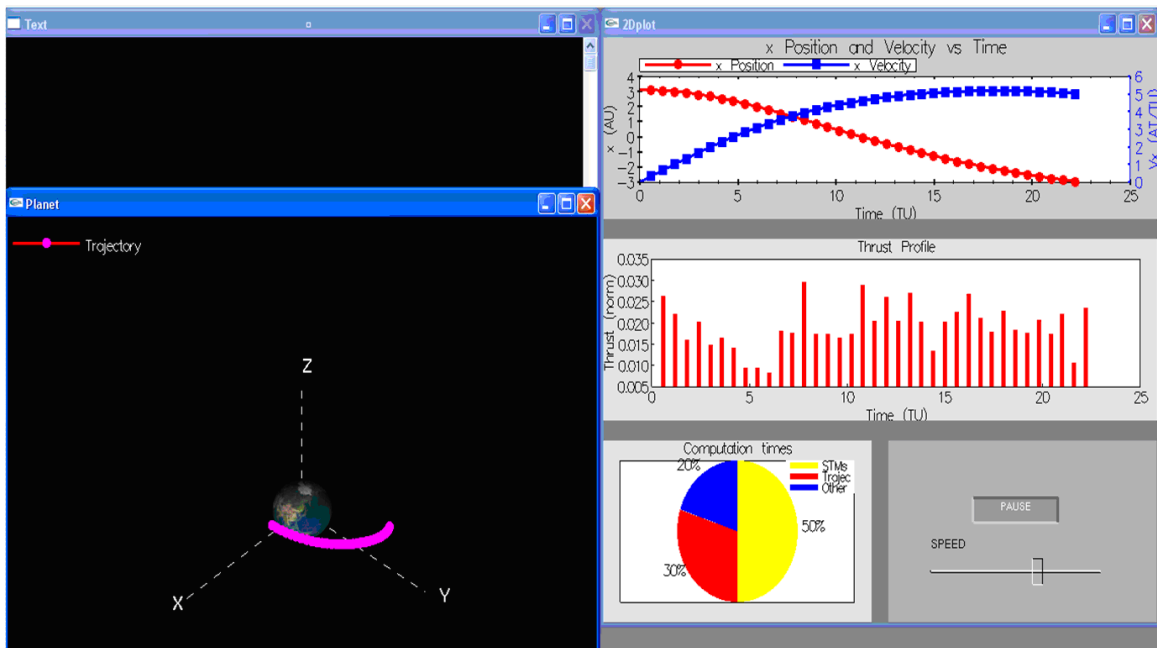 Text
Planet
Trajectory
Z
X
Y
2Dplot
x Position and Velocity vs Time
x Position
x Velocity
x (AU)
4
3
2
1
0
-1
-2
-3
Vx (AT/TU)
6
5
4
3
2
1
0
0 5 10 15 20 25
Time (TU)
Thrust Profile
Thrust (norm)
0.035
0.030
0.025
0.020
0.015
0.010
0.005
0 5 10 15 20 25
Time (TU)
Computation times
STMs
Trajec
Other
20%
50%
30%
PAUSE
SPEED